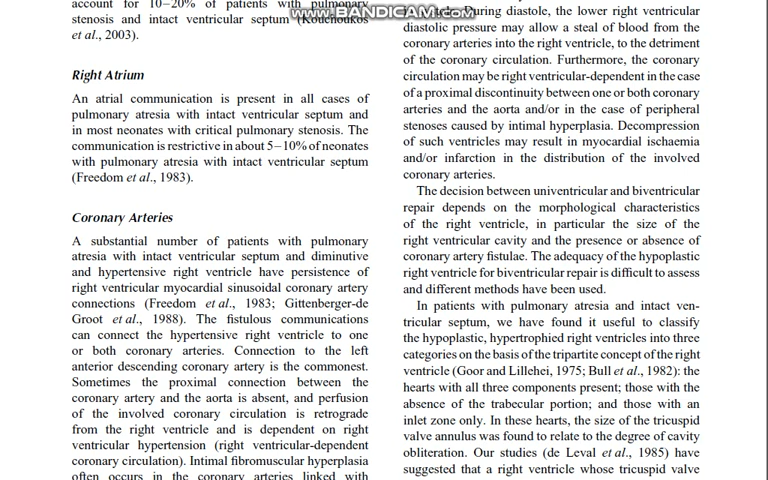 account for 10–20% of patients with pulmonary
stenosis and intact ventricular septum (Kouchoukos
et al., 2003).
Right Atrium
An atrial communication is present in all cases of
pulmonary atresia with intact ventricular septum and
in most neonates with critical pulmonary stenosis. The
communication is restrictive in about 5–10% of neonates
with pulmonary atresia with intact ventricular septum
(Freedom et al., 1983).
Coronary Arteries
A substantial number of patients with pulmonary
atresia with intact ventricular septum and diminutive
and hypertensive right ventricle have persistence of
right ventricular myocardial sinusoidal coronary artery
connections (Freedom et al., 1983; Gittenberger-de
Groot et al., 1988). The fistulous communications
can connect the hypertensive right ventricle to one
or both coronary arteries. Connection to the left
anterior descending coronary artery is the commonest.
Sometimes the proximal connection between the
coronary artery and the aorta is absent, and perfusion
of the involved coronary circulation is retrograde
from the right ventricle and is dependent on right
ventricular hypertension (right ventricular-dependent
coronary circulation). Intimal fibromuscular hyperplasia
often occurs in the coronary arteries linked with
During diastole, the lower right ventricular
diastolic pressure may allow a steal of blood from the
coronary arteries into the right ventricle, to the detriment
of the coronary circulation. Furthermore, the coronary
circulation may be right ventricular-dependent in the case
of a proximal discontinuity between one or both coronary
arteries and the aorta and/or in the case of peripheral
stenoses caused by intimal hyperplasia. Decompression
of such ventricles may result in myocardial ischaemia
and/or infarction in the distribution of the involved
coronary arteries.
The decision between univentricular and biventricular
repair depends on the morphological characteristics
of the right ventricle, in particular the size of the
right ventricular cavity and the presence or absence of
coronary artery fistulae. The adequacy of the hypoplastic
right ventricle for biventricular repair is difficult to assess
and different methods have been used.
In patients with pulmonary atresia and intact ven-
tricular septum, we have found it useful to classify
the hypoplastic, hypertrophied right ventricles into three
categories on the basis of the tripartite concept of the right
ventricle (Goor and Lillehei, 1975; Bull et al., 1982): the
hearts with all three components present; those with the
absence of the trabecular portion; and those with an
inlet zone only. In these hearts, the size of the tricuspid
valve annulus was found to relate to the degree of cavity
obliteration. Our studies (de Leval et al., 1985) have
suggested that a right ventricle whose tricuspid valve
www.BANDICAM.com